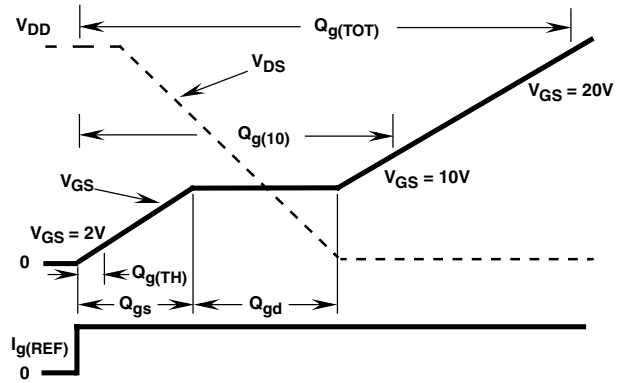 V_DD
Q_g(TOT)
V_DS
V_GS = 20V
Q_g(10)
V_GS
V_GS = 10V
V_GS = 2V
0
Q_g(TH)
Q_gs
Q_gd
I_g(REF)
0